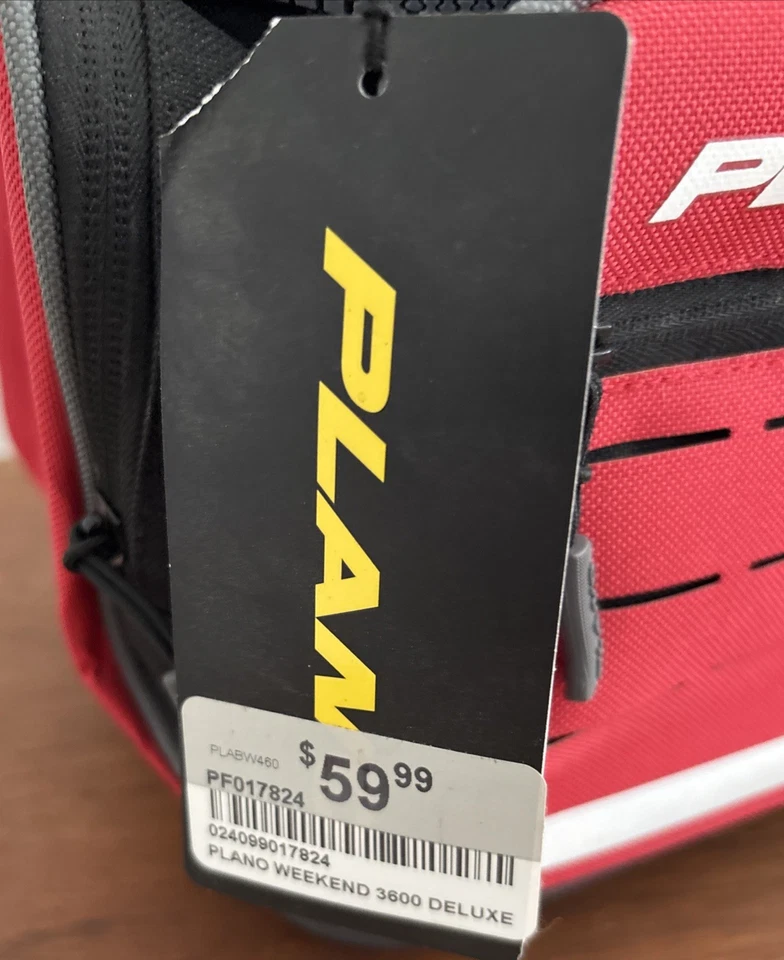 PLAN
PLABW460
$59.99
PF017824
024099017824
PLANO WEEKEND 3600 DELUXE